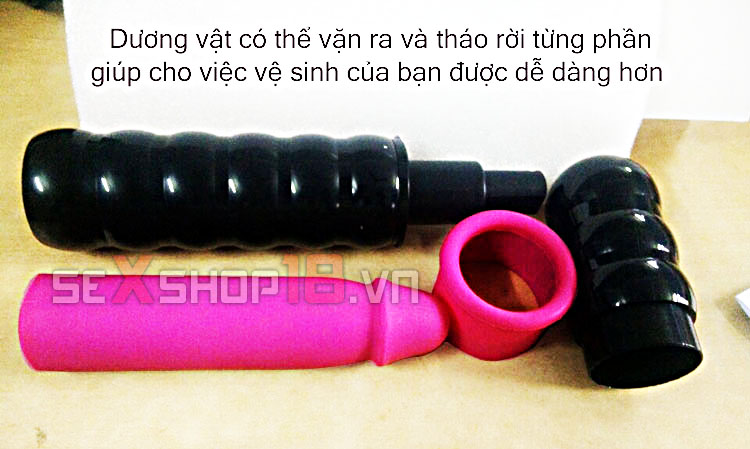 Dương vật có thể vặn ra và tháo rời từng phần
giúp cho việc vệ sinh của bạn được dễ dàng hơn
SEXSHOP18.VN